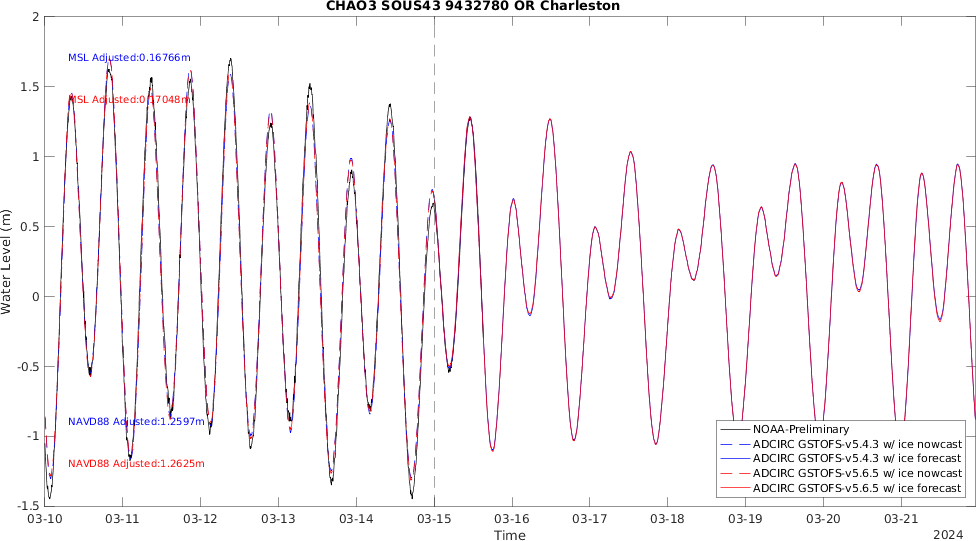 CHAO3 SOUS43 9432780 OR Charleston
2
1.5
1
0.5
0
-0.5
-1
-1.5
Water Level (m)
MSL Adjusted:0.16766m
MSL Adjusted:0.17048m
NAVD88 Adjusted:1.2597m
NAVD88 Adjusted:1.2625m
NOAA-Preliminary
ADCIRC GSTOFS-v5.4.3 w/ ice nowcast
ADCIRC GSTOFS-v5.4.3 w/ ice forecast
ADCIRC GSTOFS-v5.6.5 w/ ice nowcast
ADCIRC GSTOFS-v5.6.5 w/ ice forecast
03-10 03-11 03-12 03-13 03-14 03-15 03-16 03-17 03-18 03-19 03-20 03-21
Time
2024